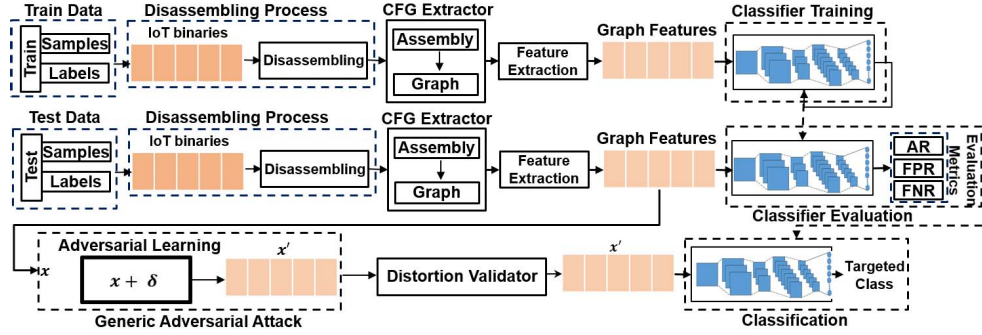 Train Data
Disassembling Process
CFG Extractor
Classifier Training
Train
Samples
Labels
IoT binaries
Disassembling
Assembly
Graph
Feature
Extraction
Graph Features
Test Data
Disassembling Process
CFG Extractor
Test
Samples
Labels
IoT binaries
Disassembling
Assembly
Graph
Feature
Extraction
Graph Features
AR
FPR
FNR
Evaluation
Metrics
Classifier Evaluation
x
Adversarial Learning
x + δ
x′
Generic Adversarial Attack
Distortion Validator
x′
Targeted
Class
Classification